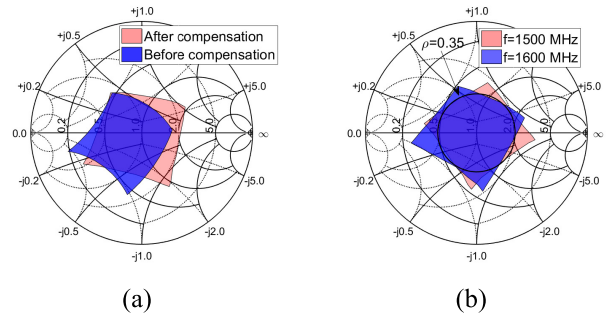 +j1.0
After compensation
Before compensation
+j0.5
+j0.2
+j5.0
0.0
0.2
0.5
1.0
2.0
5.0
∞
-j0.2
-j5.0
-j0.5
-j2.0
-j1.0
(a)
+j1.0
f=1500 MHz
f=1600 MHz
ρ=0.35
+j0.5
+j0.2
+j5.0
0.0
0.2
0.5
1.0
2.0
5.0
∞
-j0.2
-j5.0
-j0.5
-j2.0
-j1.0
(b)